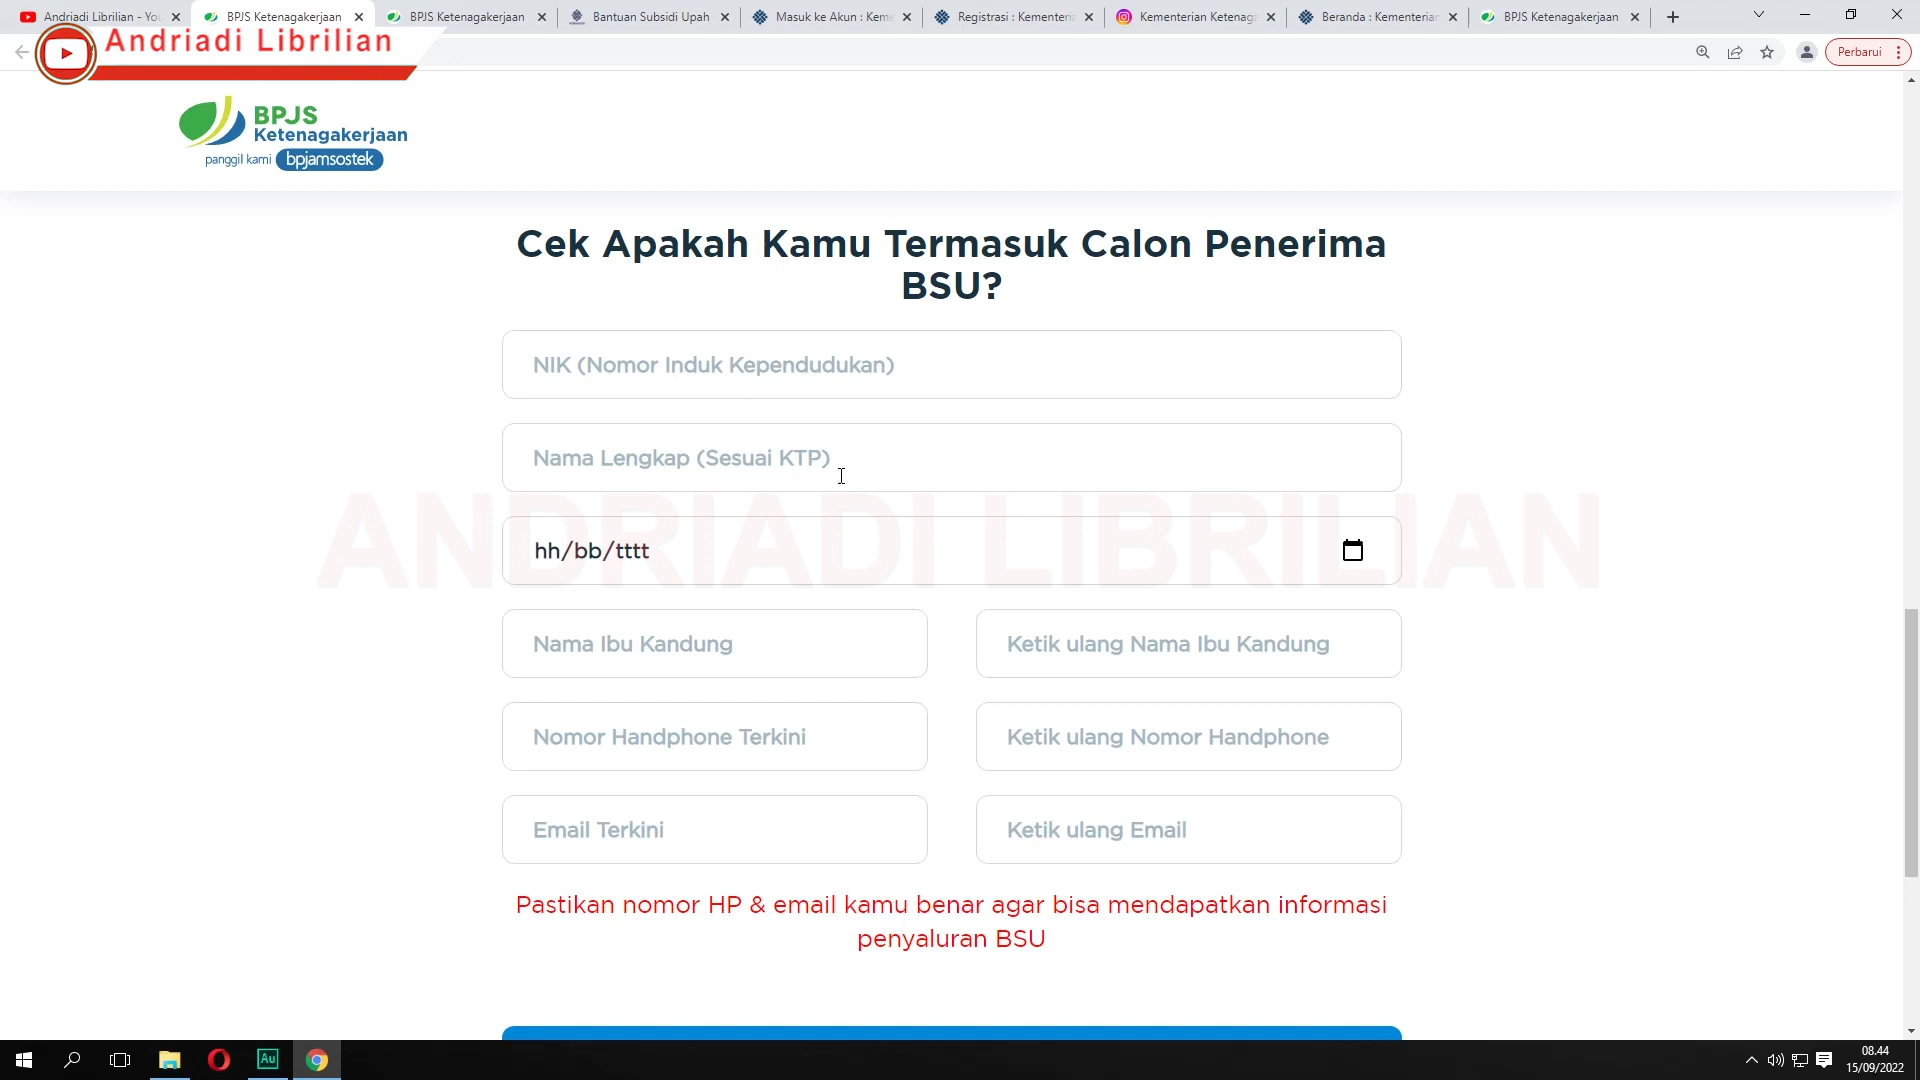 Andriadi Librilian - You
BPJS Ketenagakerjaan
BPJS Ketenagakerjaan
Bantuan Subsidi Upah
Masuk ke Akun : Keme
Registrasi : Kementeria
Kementerian Ketenaga
Beranda : Kementerian
BPJS Ketenagakerjaan
Andriadi Librilian
Perbarui
BPJS
Ketenagakerjaan
panggil kami bpjamsostek
Cek Apakah Kamu Termasuk Calon Penerima
BSU?
NIK (Nomor Induk Kependudukan)
Nama Lengkap (Sesuai KTP)
ANDRIADI LIBRILIAN
hh/bb/tttt
Nama Ibu Kandung
Ketik ulang Nama Ibu Kandung
Nomor Handphone Terkini
Ketik ulang Nomor Handphone
Email Terkini
Ketik ulang Email
Pastikan nomor HP & email kamu benar agar bisa mendapatkan informasi
penyaluran BSU
Au
08.44
15/09/2022